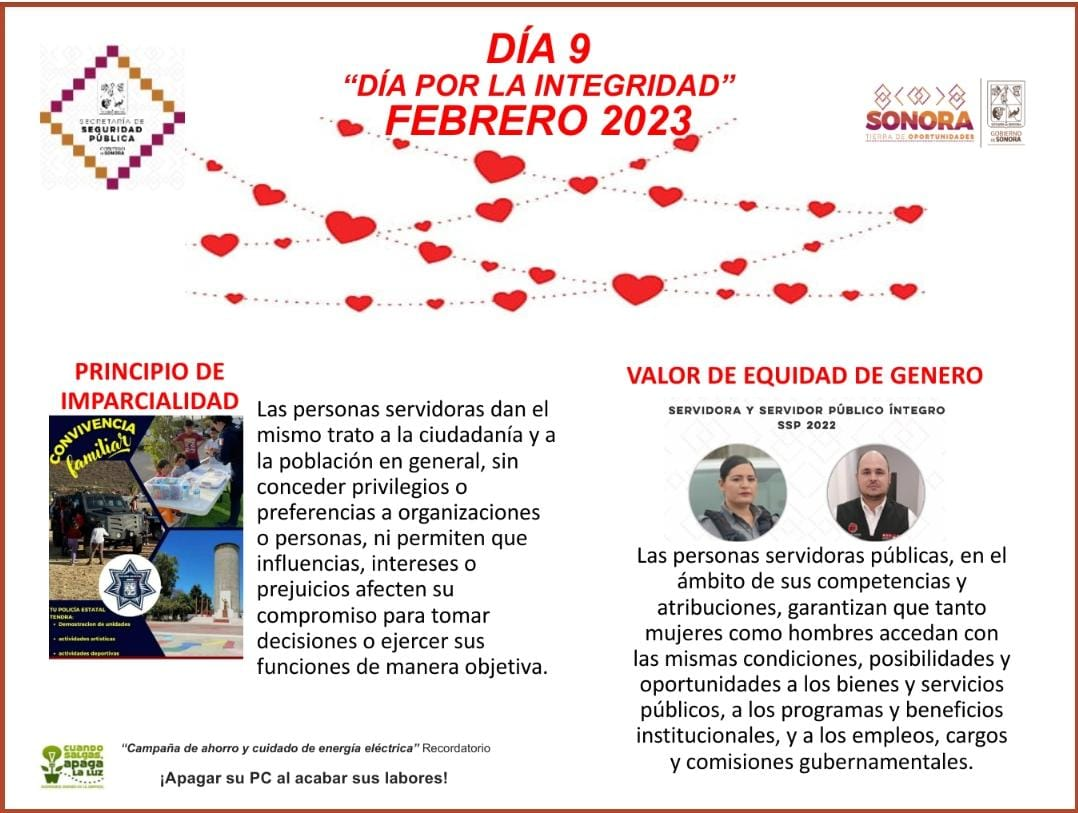 DÍA 9
“DÍA POR LA INTEGRIDAD”
FEBRERO 2023
SECRETARÍA DE
SEGURIDAD
PÚBLICA
GOBIERNO
DE SONORA
SONORA
TIERRA DE OPORTUNIDADES
GOBIERNO
DE SONORA
PRINCIPIO DE
IMPARCIALIDAD
CONVIVENCIA
familiar
TU POLICÍA ESTATAL
TENDRA:
• Demostracion de unidades
• actividades artísticas
• actividades deportivas
Las personas servidoras dan el
mismo trato a la ciudadanía y a
la población en general, sin
conceder privilegios o
preferencias a organizaciones
o personas, ni permiten que
influencias, intereses o
prejuicios afecten su
compromiso para tomar
decisiones o ejercer sus
funciones de manera objetiva.
VALOR DE EQUIDAD DE GENERO
SERVIDORA Y SERVIDOR PÚBLICO ÍNTEGRO
SSP 2022
Las personas servidoras públicas, en el
ámbito de sus competencias y
atribuciones, garantizan que tanto
mujeres como hombres accedan con
las mismas condiciones, posibilidades y
oportunidades a los bienes y servicios
públicos, a los programas y beneficios
institucionales, y a los empleos, cargos
y comisiones gubernamentales.
CUANDO
SALGAS,
apaga
LA LUZ
“Campaña de ahorro y cuidado de energía eléctrica” Recordatorio
¡Apagar su PC al acabar sus labores!